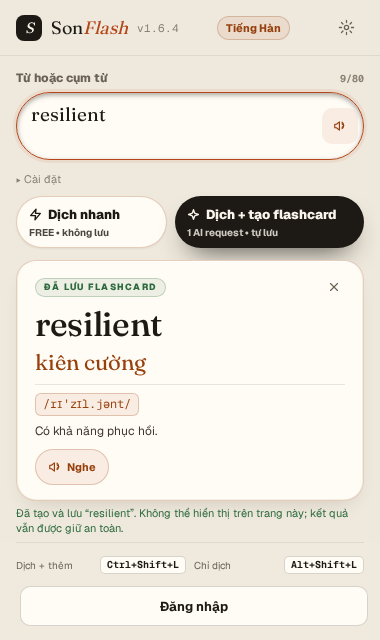 S SonFlash v1.6.4 Tiếng Hàn
Từ hoặc cụm từ 9/80
resilient
▸ Cài đặt
Dịch nhanh
FREE • không lưu
Dịch + tạo flashcard
1 AI request • tự lưu
ĐÃ LƯU FLASHCARD
resilient
kiên cường
/rɪˈzɪl.jənt/
Có khả năng phục hồi.
Nghe
Đã tạo và lưu “resilient”. Không thể hiển thị trên trang này; kết quả
vẫn được giữ an toàn.
Dịch + thêm Ctrl+Shift+L Chỉ dịch Alt+Shift+L
Đăng nhập